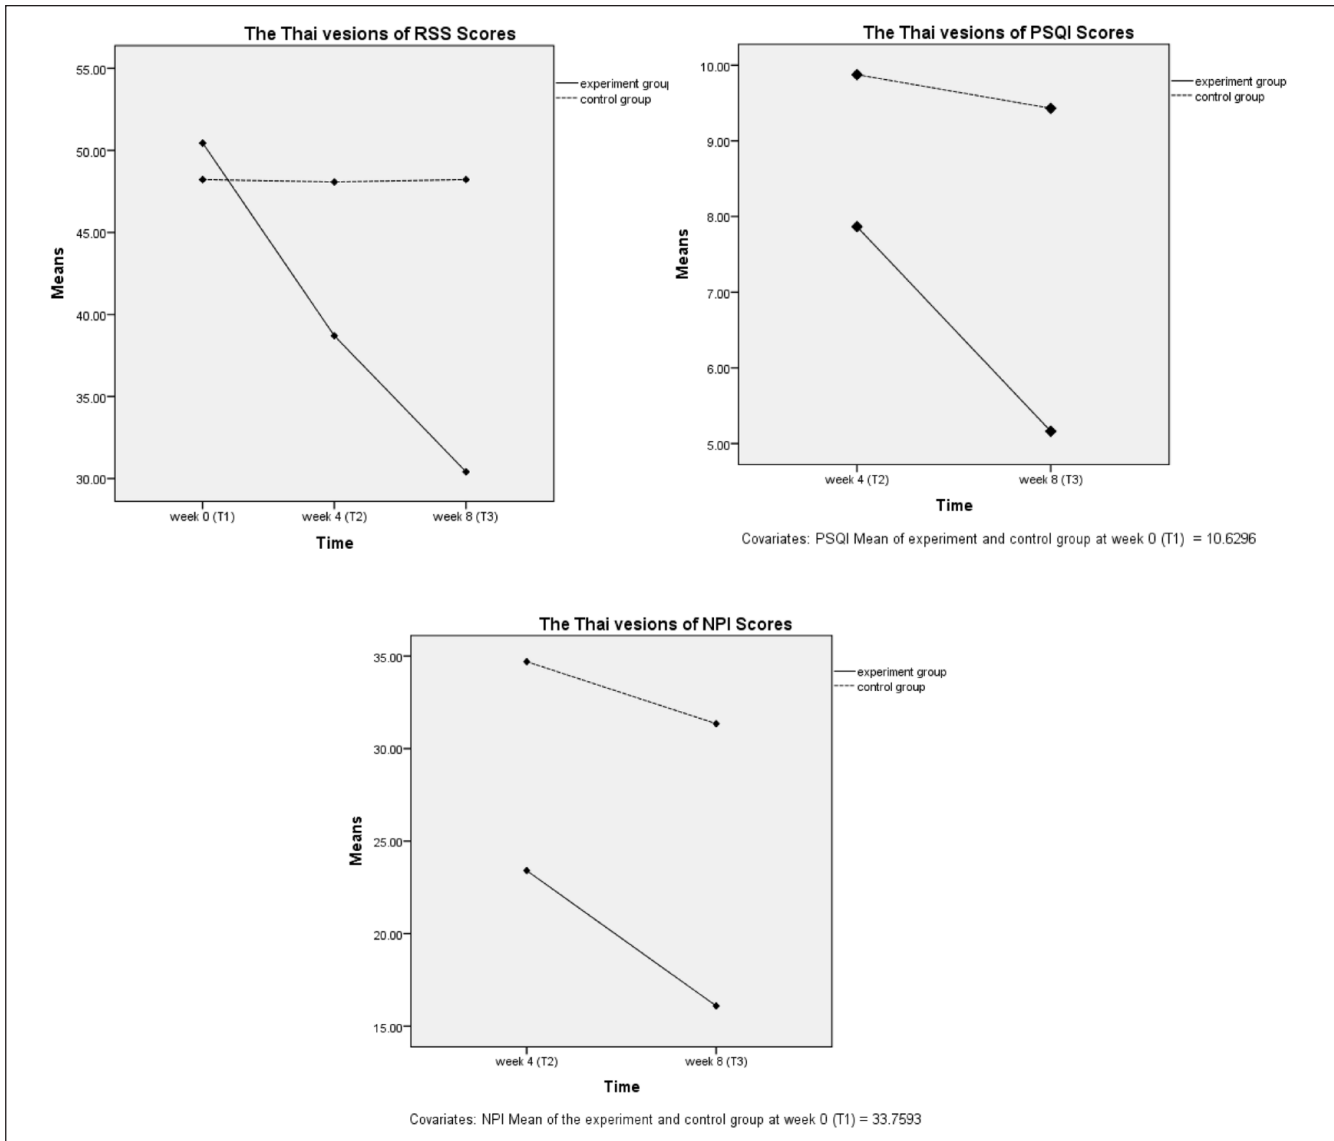 The Thai vesions of RSS Scores
55.00
50.00
45.00
40.00
35.00
30.00
Means
week 0 (T1)
week 4 (T2)
week 8 (T3)
Time
experiment grou
control group
The Thai vesions of PSQI Scores
10.00
9.00
8.00
7.00
6.00
5.00
Means
week 4 (T2)
week 8 (T3)
Time
experiment group
control group
Covariates: PSQI Mean of experiment and control group at week 0 (T1) = 10.6296
The Thai vesions of NPI Scores
35.00
30.00
25.00
20.00
15.00
Means
week 4 (T2)
week 8 (T3)
Time
experiment group
control group
Covariates: NPI Mean of the experiment and control group at week 0 (T1) = 33.7593